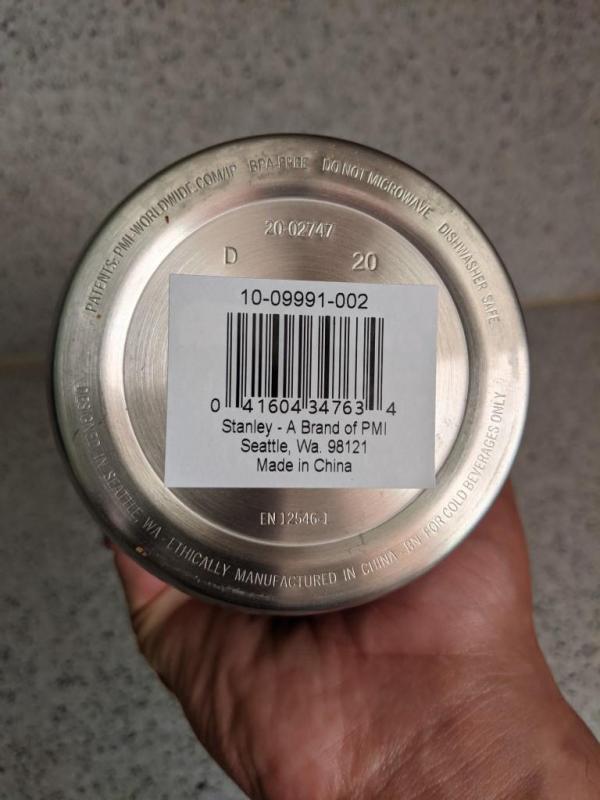 PATENTS: PMI-WORLDWIDE.COM/IP BPA-FREE DO NOT MICROWAVE DISHWASHER SAFE
20-02747
D 20
10-09991-002
0 41604 34763 4
Stanley - A Brand of PMI
Seattle, Wa. 98121
Made in China
EN 12546-1
DESIGNED IN SEATTLE, WA - ETHICALLY MANUFACTURED IN CHINA FOR COLD BEVERAGES ONLY